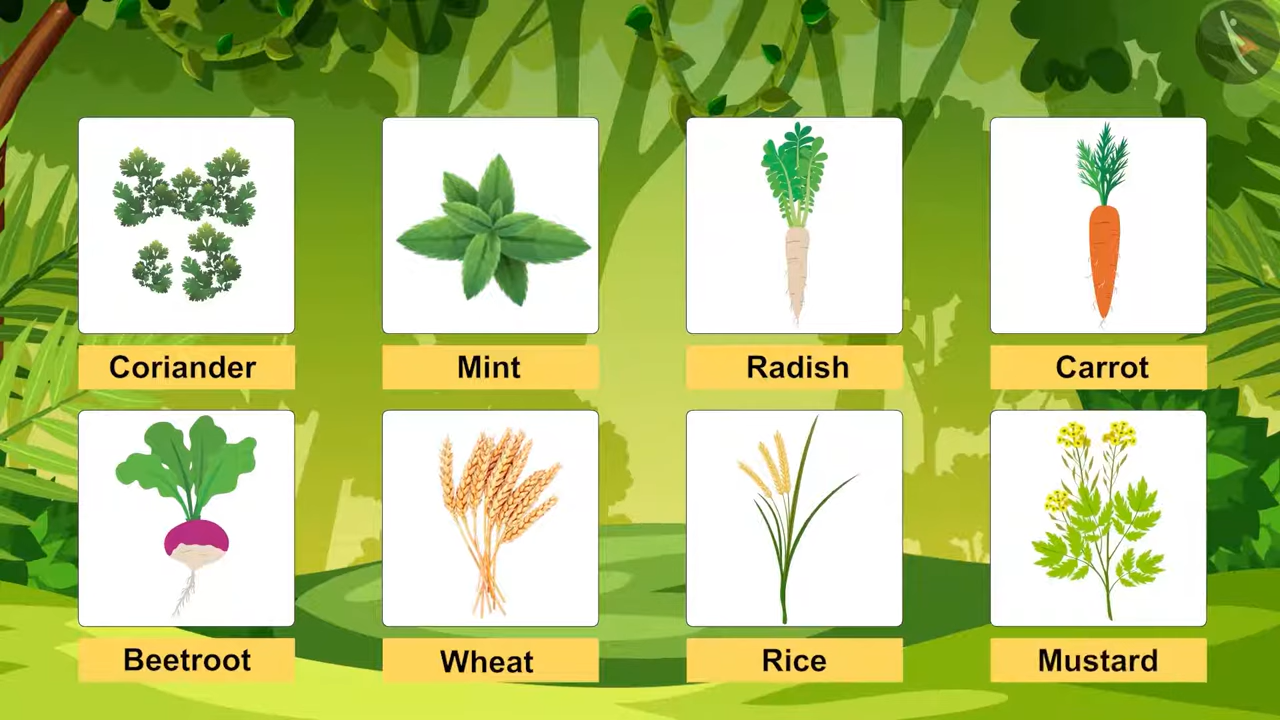 Coriander
Mint
Radish
Carrot
Beetroot
Wheat
Rice
Mustard